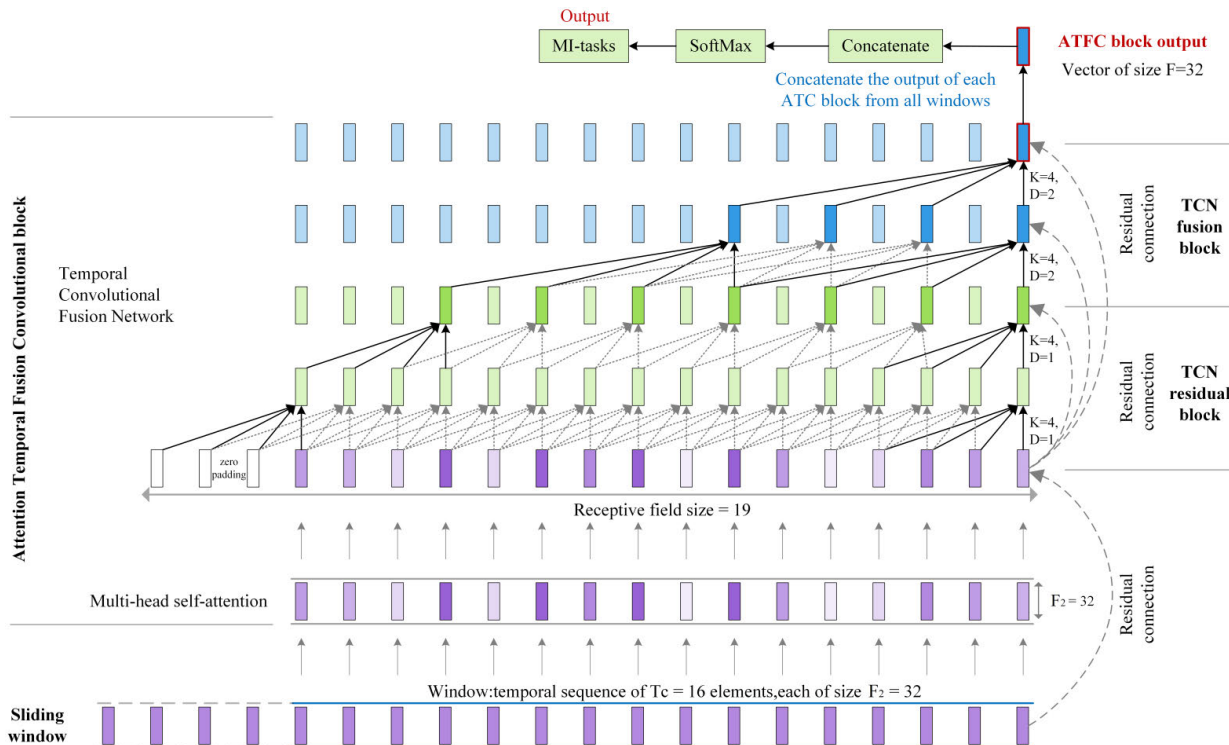 Output
MI-tasks
SoftMax
Concatenate
ATFC block output
Vector of size F=32
Concatenate the output of each
ATC block from all windows
Attention Temporal Fusion Convolutional block
Temporal
Convolutional
Fusion Network
K=4,
D=2
Residual
connection
TCN
fusion
block
K=4,
D=2
K=4,
D=1
Residual
connection
TCN
residual
block
K=4,
D=1
zero
padding
Receptive field size = 19
Multi-head self-attention
F2 = 32
Residual
connection
Window:temporal sequence of Tc = 16 elements,each of size F2 = 32
Sliding
window